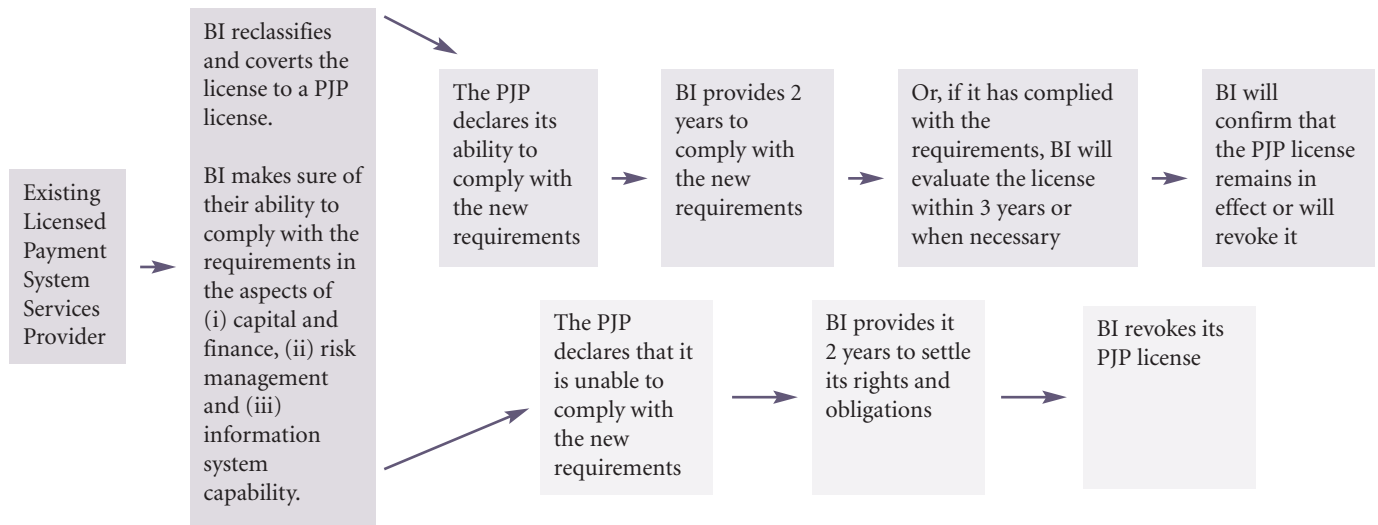 Existing
Licensed
Payment
System
Services
Provider
BI reclassifies
and coverts the
license to a PJP
license.
BI makes sure of
their ability to
comply with the
requirements in
the aspects of
(i) capital and
finance, (ii) risk
management
and (iii)
information
system
capability.
The PJP
declares its
ability to
comply with
the new
requirements
BI provides 2
years to
comply with
the new
requirements
Or, if it has complied
with the
requirements, BI will
evaluate the license
within 3 years or
when necessary
BI will
confirm that
the PJP license
remains in
effect or will
revoke it
The PJP
declares that it
is unable to
comply with
the new
requirements
BI provides it
2 years to settle
its rights and
obligations
BI revokes its
PJP license